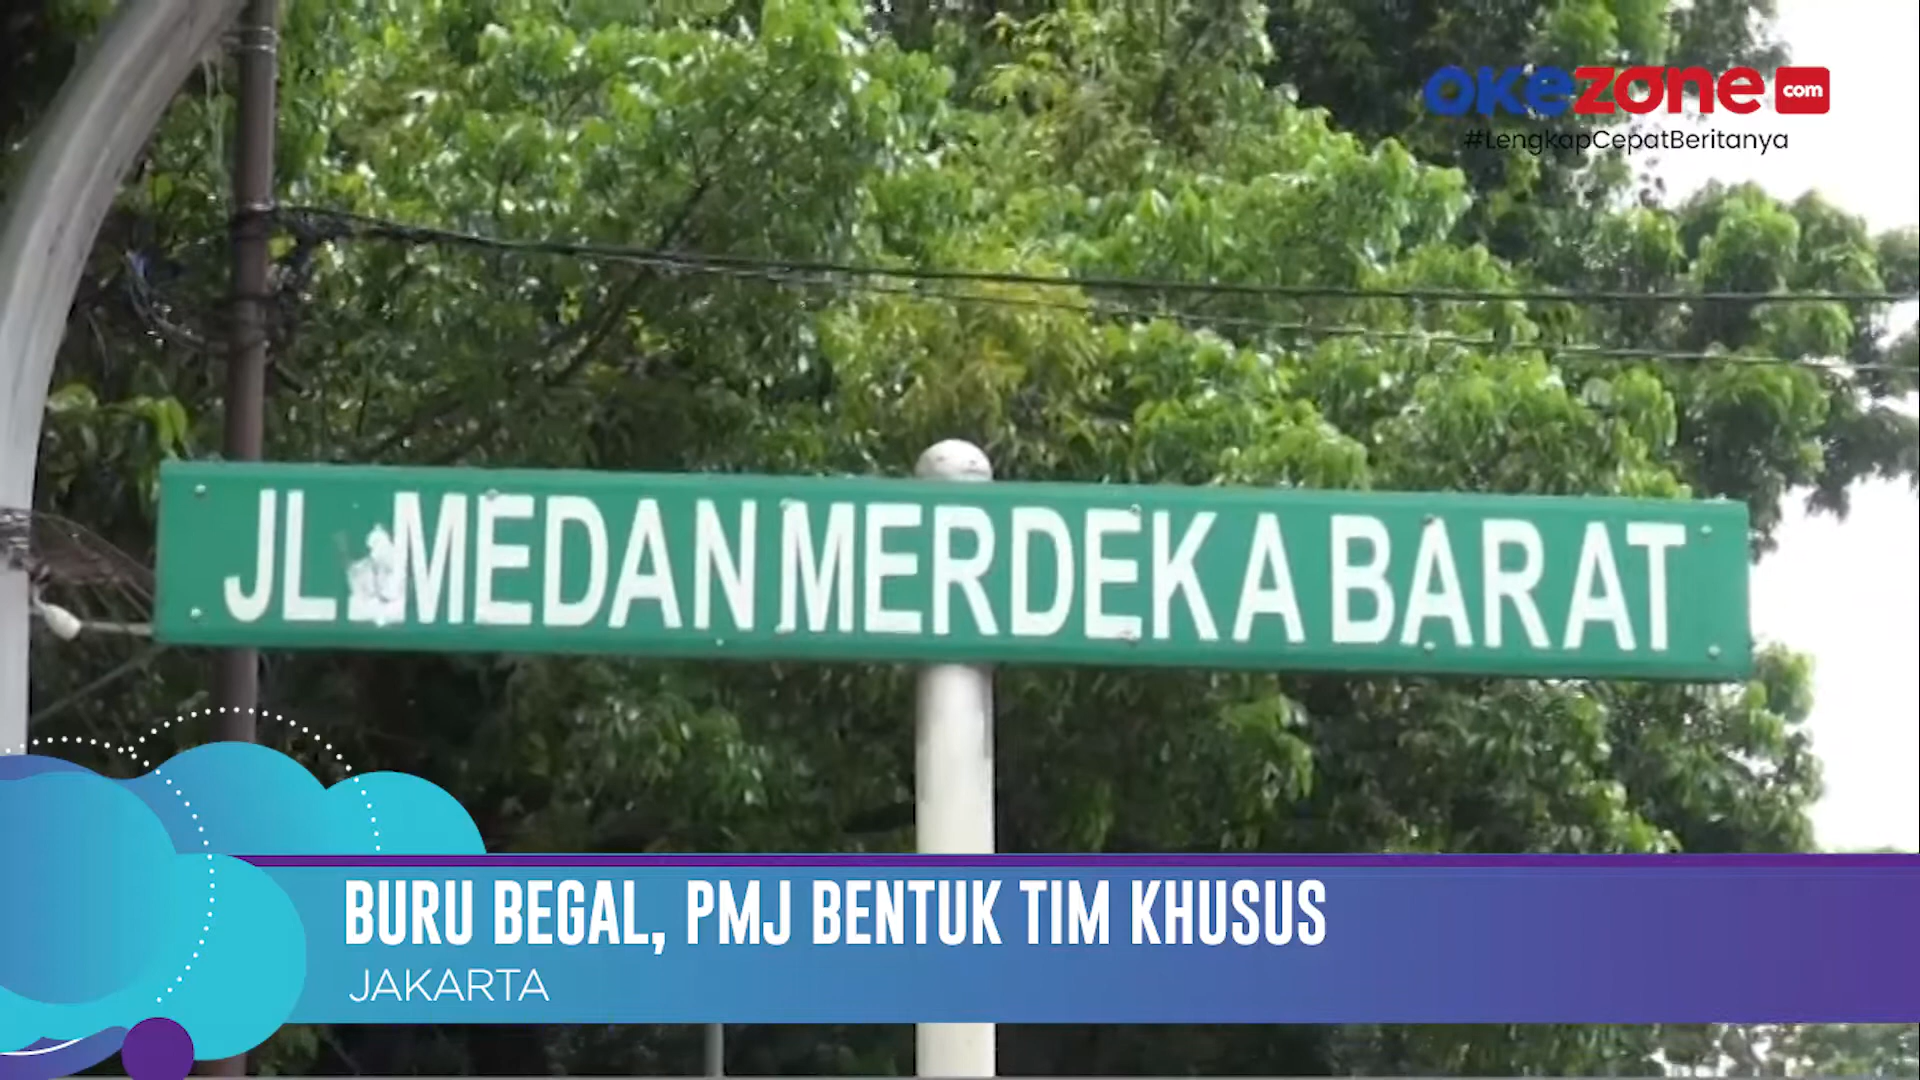 okezone com
#LengkapCepatBeritanya
JL. MEDAN MERDEKA BARAT
BURU BEGAL, PMJ BENTUK TIM KHUSUS
JAKARTA